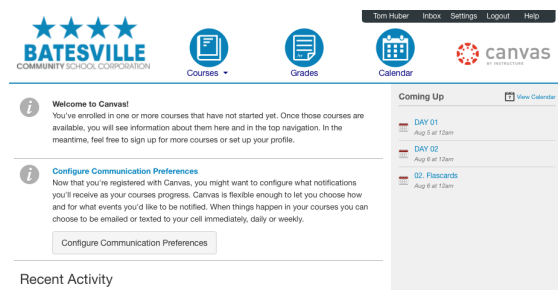 Tom Huber Inbox Settings Logout Help
BATESVILLE
COMMUNITY SCHOOL CORPORATION
Courses
Grades
Calendar
canvas
BY INSTRUCTURE
Welcome to Canvas!
You've enrolled in one or more courses that have not started yet. Once those courses are
available, you will see information about them here and in the top navigation. In the
meantime, feel free to sign up for more courses or set up your profile.
Configure Communication Preferences
Now that you're registered with Canvas, you might want to configure what notifications
you'll receive as your courses progress. Canvas is flexible enough to let you choose how
and for what events you'd like to be notified. When things happen in your courses you can
choose to be emailed or texted to your cell immediately, daily or weekly.
Configure Communication Preferences
Recent Activity
Coming Up
7 View Calendar
DAY 01
Aug 5 at 12am
DAY 02
Aug 6 at 12am
02. Flascards
Aug 6 at 12am